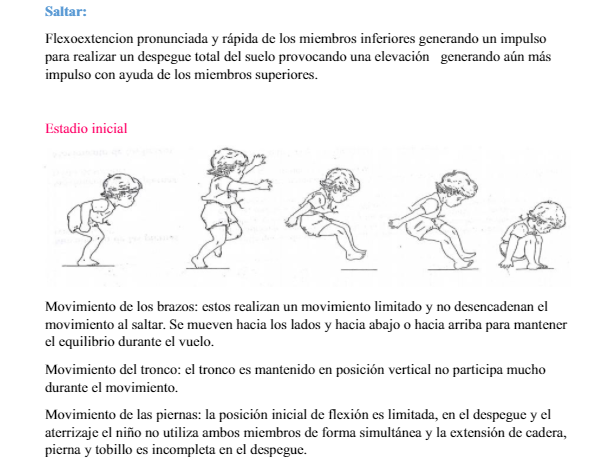 Saltar:
Flexoextencion pronunciada y rápida de los miembros inferiores generando un impulso
para realizar un despegue total del suelo provocando una elevación generando aún más
impulso con ayuda de los miembros superiores.
Estadio inicial
Movimiento de los brazos: estos realizan un movimiento limitado y no desencadenan el
movimiento al saltar. Se mueven hacia los lados y hacia abajo o hacia arriba para mantener
el equilibrio durante el vuelo.
Movimiento del tronco: el tronco es mantenido en posición vertical no participa mucho
durante el movimiento.
Movimiento de las piernas: la posición inicial de flexión es limitada, en el despegue y el
aterrizaje el niño no utiliza ambos miembros de forma simultánea y la extensión de cadera,
pierna y tobillo es incompleta en el despegue.